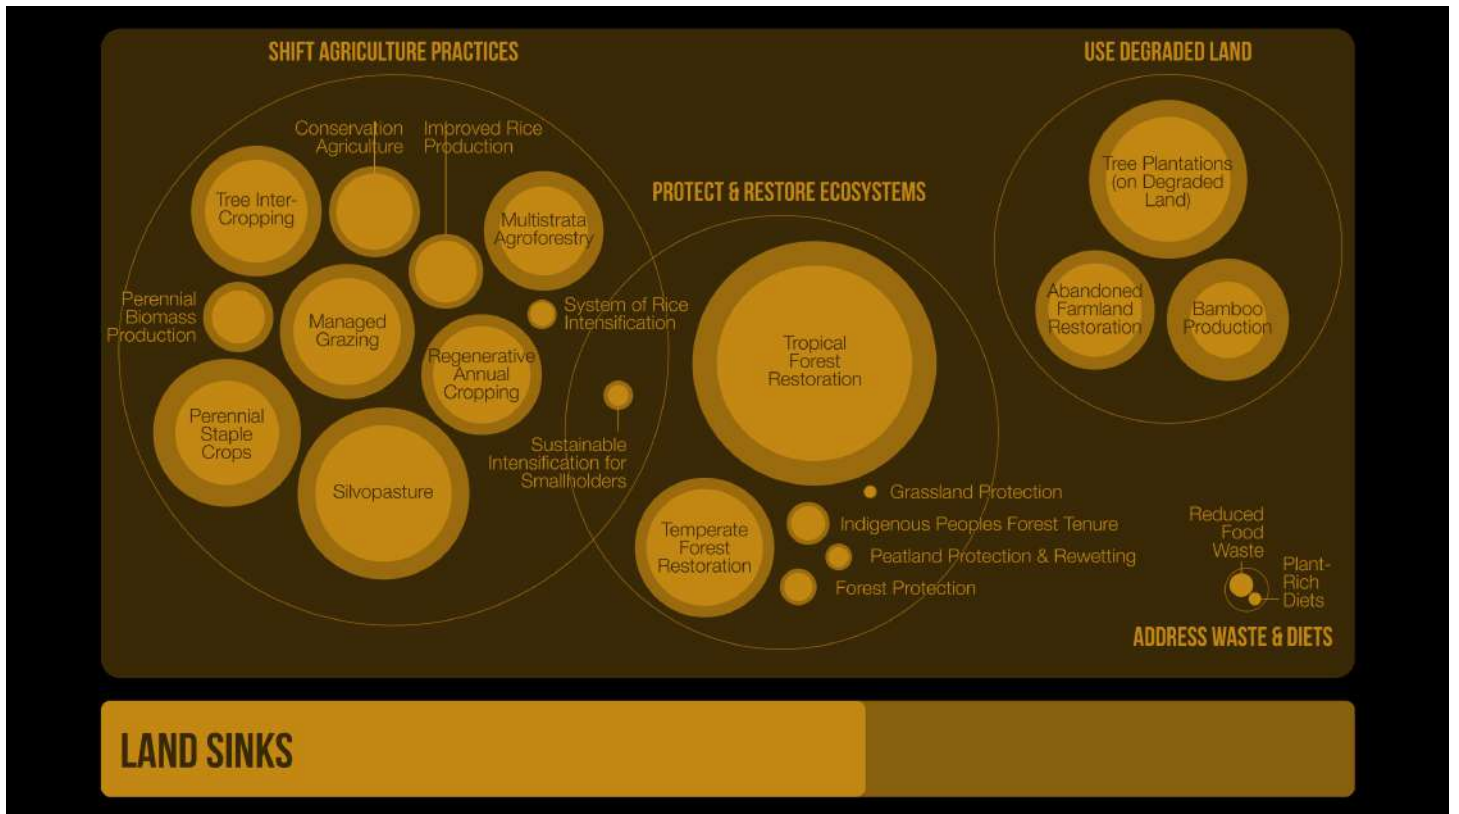 SHIFT AGRICULTURE PRACTICES
Conservation
Agriculture
Improved Rice
Production
Tree Inter-
Cropping
Multistrata
Agroforestry
Perennial
Biomass
Production
Managed
Grazing
System of Rice
Intensification
Regenerative
Annual
Cropping
Perennial
Staple
Crops
Silvopasture
Sustainable
Intensification for
Smallholders
PROTECT & RESTORE ECOSYSTEMS
Tropical
Forest
Restoration
Grassland Protection
Temperate
Forest
Restoration
Indigenous Peoples Forest Tenure
Peatland Protection & Rewetting
Forest Protection
USE DEGRADED LAND
Tree Plantations
(on Degraded
Land)
Abandoned
Farmland
Restoration
Bamboo
Production
Reduced
Food
Waste
Plant-
Rich
Diets
ADDRESS WASTE & DIETS
LAND SINKS